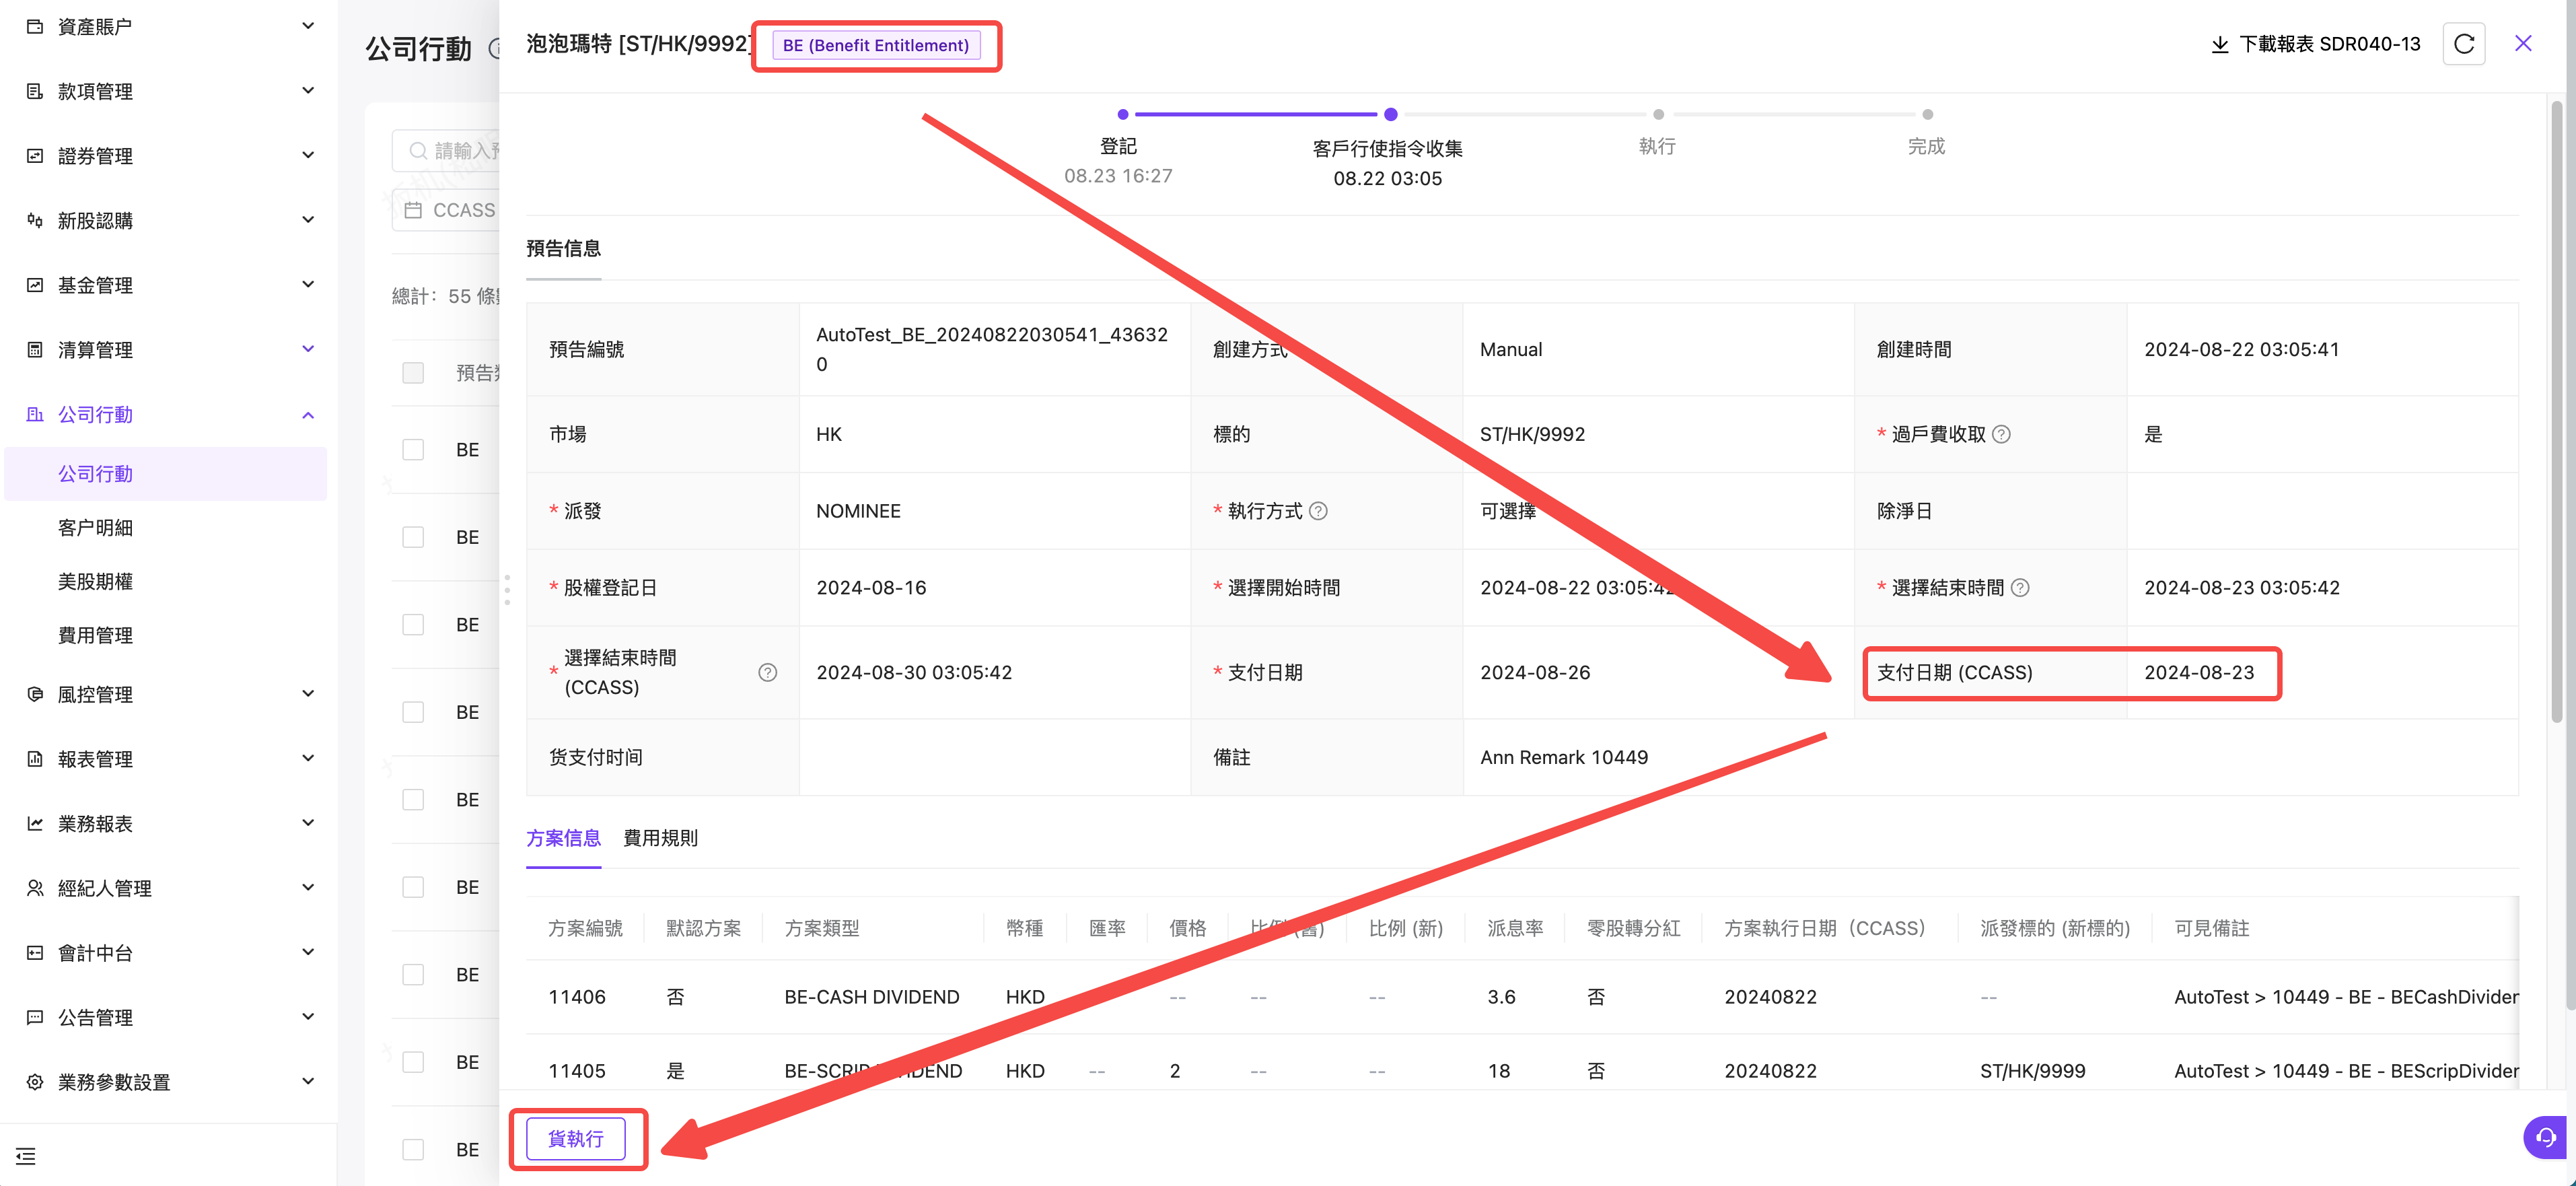 資產賬户
款項管理
證券管理
新股認購
基金管理
清算管理
公司行動
公司行動
客户明細
美股期權
費用管理
風控管理
報表管理
業務報表
經紀人管理
會計中台
公告管理
業務參數設置
公司行動
請輸入
CCASS
總計： 55 條
預告
BE
BE
BE
BE
BE
BE
BE
BE
BE
泡泡瑪特 [ST/HK/9992]
BE (Benefit Entitlement)
下載報表 SDR040-13
登記
08.23 16:27
客戶行使指令收集
08.22 03:05
執行
完成
預告信息
預告編號
AutoTest_BE_20240822030541_43632
0
創建方式
Manual
創建時間
2024-08-22 03:05:41
市場
HK
標的
ST/HK/9992
* 過戶費收取
是
* 派發
NOMINEE
* 執行方式
可選擇
除淨日
* 股權登記日
2024-08-16
* 選擇開始時間
2024-08-22 03:05:42
* 選擇結束時間
2024-08-23 03:05:42
* 選擇結束時間
(CCASS)
2024-08-30 03:05:42
* 支付日期
2024-08-26
支付日期 (CCASS)
2024-08-23
货支付时间
備註
Ann Remark 10449
方案信息 費用規則
方案編號 默認方案 方案類型 幣種 匯率 價格 比例 (舊) 比例 (新) 派息率 零股轉分紅 方案執行日期（CCASS） 派發標的 (新標的) 可見備註
11406 否 BE-CASH DIVIDEND HKD -- -- -- 3.6 否 20240822 -- AutoTest > 10449 - BE - BECashDividen
11405 是 BE-SCRIP DIVIDEND HKD -- 2 -- -- 18 否 20240822 ST/HK/9999 AutoTest > 10449 - BE - BEScripDivider
貨執行